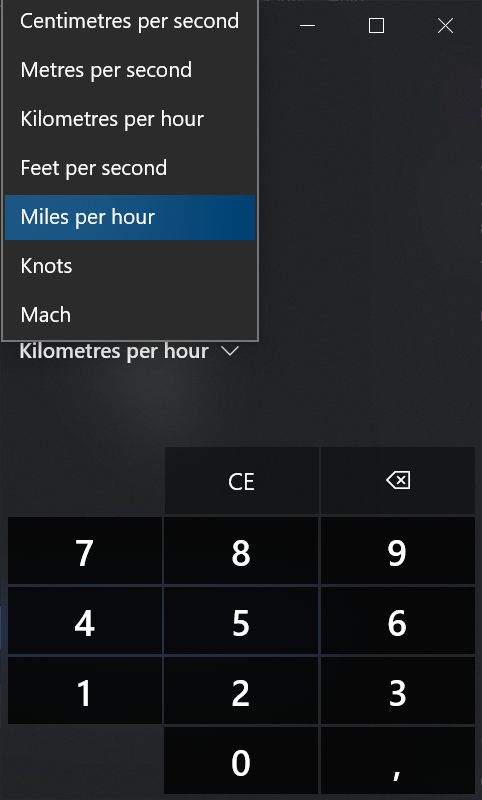 Centimetres per second
Metres per second
Kilometres per hour
Feet per second
Miles per hour
Knots
Mach
Kilometres per hour
CE
7 8 9
4 5 6
1 2 3
0 ,